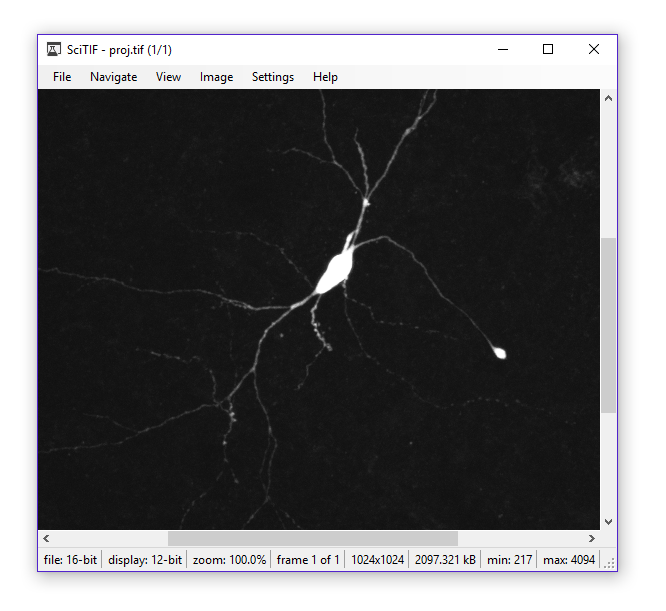 SciTIF - proj.tif (1/1)
File Navigate View Image Settings Help
file: 16-bit display: 12-bit zoom: 100.0% frame 1 of 1 1024x1024 2097.321 kB min: 217 max: 4094